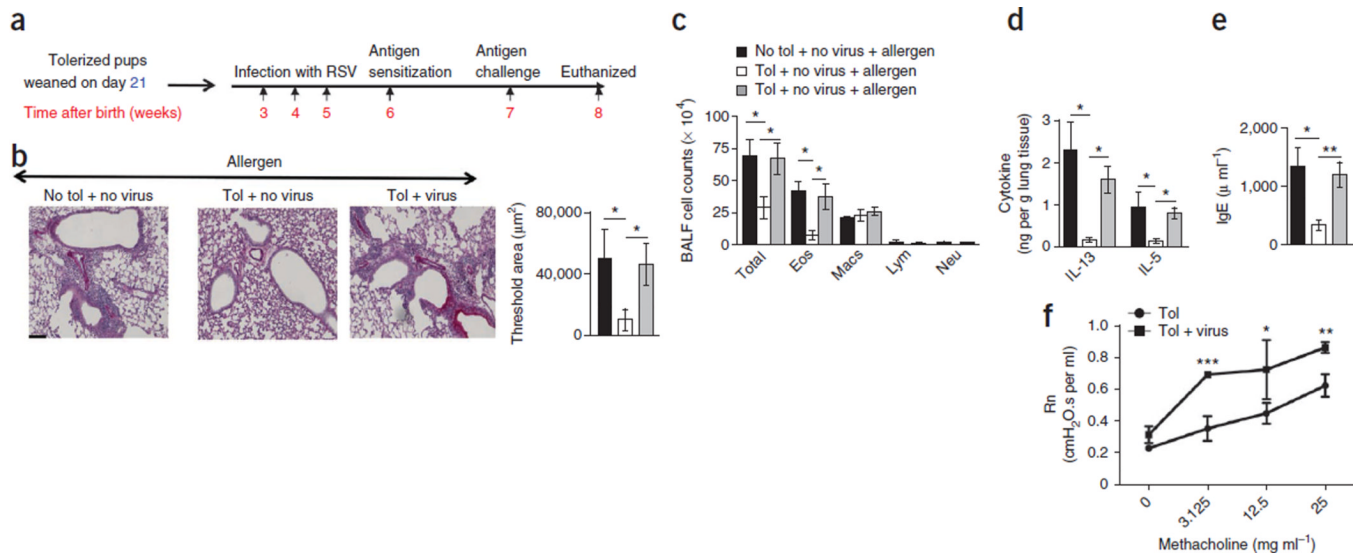 a
Tolerized pups
weaned on day 21
Time after birth (weeks)
Infection with RSV
Antigen
sensitization
Antigen
challenge
Euthanized
3 4 5 6 7 8
b
Allergen
No tol + no virus
Tol + no virus
Tol + virus
Threshold area (µm²)
80,000
40,000
0
*
*
c
No tol + no virus + allergen
Tol + no virus + allergen
Tol + no virus + allergen
BALF cell counts (× 10⁴)
100
75
50
25
0
* *
* *
Total Eos Macs Lym Neu
d
Cytokine
(ng per g lung tissue)
3
2
1
0
* *
* *
IL-13 IL-5
e
IgE (µ ml⁻¹)
2,000
1,000
0
* **
f
Tol
Tol + virus
Rn
(cmH₂O.s per ml)
1.0
0.8
0.6
0.4
0.2
0
*** * **
0 3.125 12.5 25
Methacholine (mg ml⁻¹)